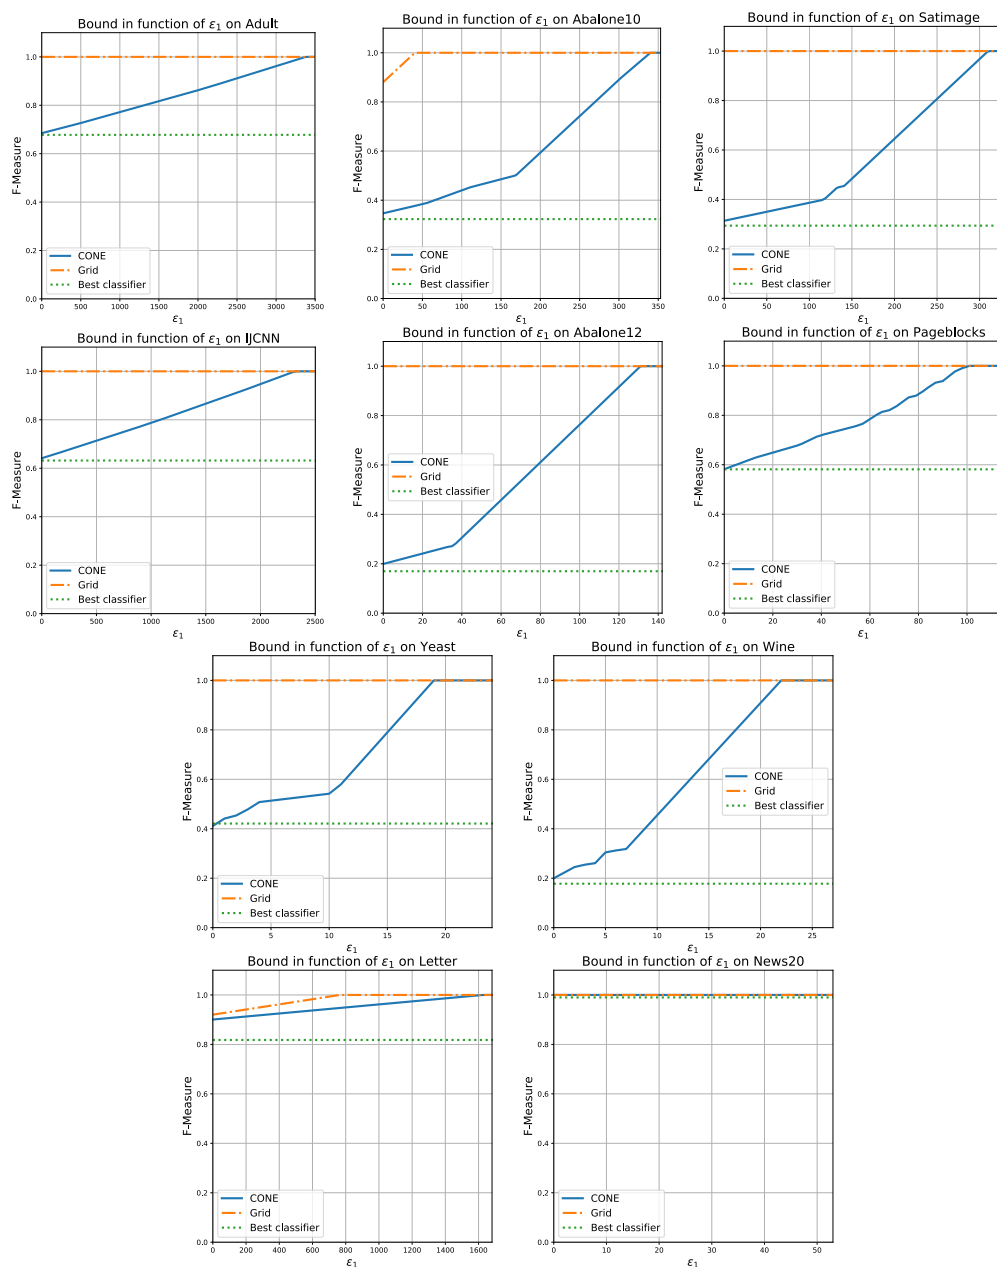 Bound in function of ε₁ on Adult
F-Measure
1.0
0.8
0.6
0.4
0.2
0.0
CONE
Grid
Best classifier
0 500 1000 1500 2000 2500 3000 3500
ε₁
Bound in function of ε₁ on Abalone10
F-Measure
1.0
0.8
0.6
0.4
0.2
0.0
CONE
Grid
Best classifier
0 50 100 150 200 250 300 350
ε₁
Bound in function of ε₁ on Satimage
F-Measure
1.0
0.8
0.6
0.4
0.2
0.0
CONE
Grid
Best classifier
0 50 100 150 200 250 300
ε₁
Bound in function of ε₁ on IJCNN
F-Measure
1.0
0.8
0.6
0.4
0.2
0.0
CONE
Grid
Best classifier
0 500 1000 1500 2000 2500
ε₁
Bound in function of ε₁ on Abalone12
F-Measure
1.0
0.8
0.6
0.4
0.2
0.0
CONE
Grid
Best classifier
0 20 40 60 80 100 120 140
ε₁
Bound in function of ε₁ on Pageblocks
F-Measure
1.0
0.8
0.6
0.4
0.2
0.0
CONE
Grid
Best classifier
0 20 40 60 80 100
ε₁
Bound in function of ε₁ on Yeast
F-Measure
1.0
0.8
0.6
0.4
0.2
0.0
CONE
Grid
Best classifier
0 5 10 15 20
ε₁
Bound in function of ε₁ on Wine
F-Measure
1.0
0.8
0.6
0.4
0.2
0.0
CONE
Grid
Best classifier
0 5 10 15 20 25
ε₁
Bound in function of ε₁ on Letter
F-Measure
1.0
0.8
0.6
0.4
0.2
0.0
CONE
Grid
Best classifier
0 200 400 600 800 1000 1200 1400 1600
ε₁
Bound in function of ε₁ on News20
F-Measure
1.0
0.8
0.6
0.4
0.2
0.0
CONE
Grid
Best classifier
0 10 20 30 40 50
ε₁